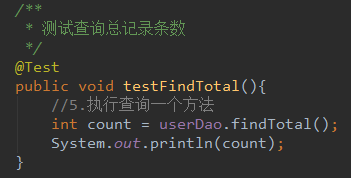 /**
 * 测试查询总记录条数
 */
@Test
public void testFindTotal(){
    //5.执行查询一个方法
    int count = userDao.findTotal();
    System.out.println(count);
}